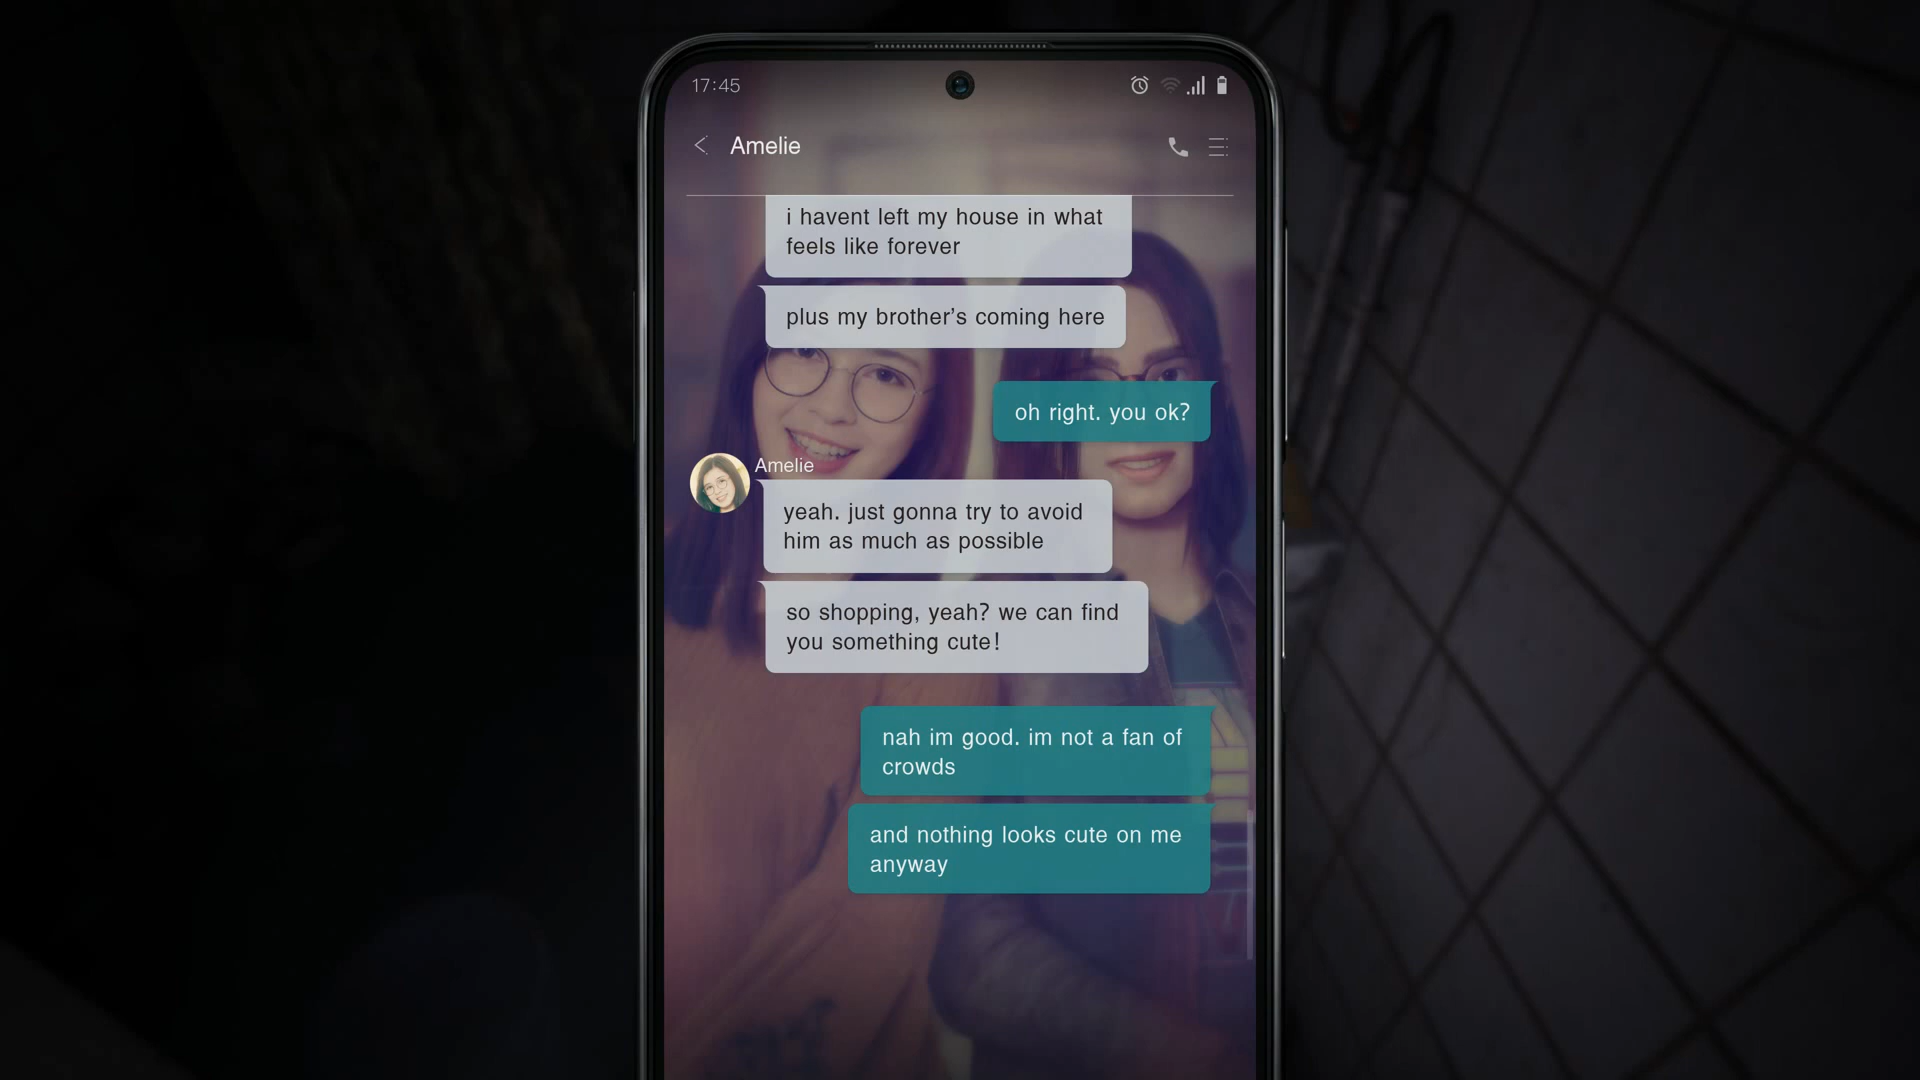 17:45
Amelie
i havent left my house in what
feels like forever
plus my brother’s coming here
oh right. you ok?
Amelie
yeah. just gonna try to avoid
him as much as possible
so shopping, yeah? we can find
you something cute!
nah im good. im not a fan of
crowds
and nothing looks cute on me
anyway